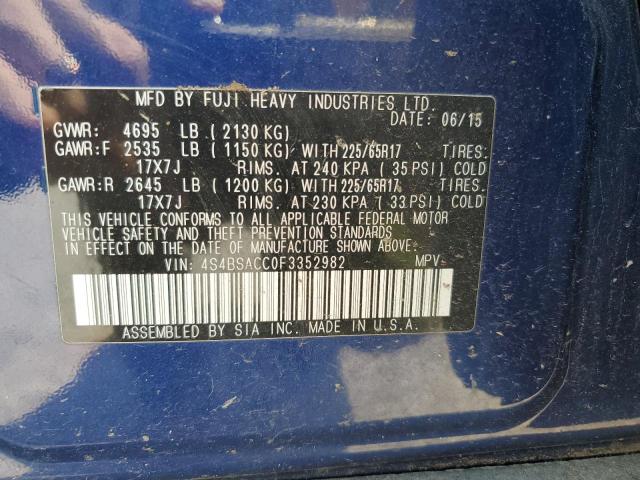 MFD BY FUJI HEAVY INDUSTRIES LTD.
DATE: 06/15
GVWR: 4695 LB ( 2130 KG)
GAWR:F 2535 LB ( 1150 KG) WITH 225/65R17 TIRES.
17X7J RIMS. AT 240 KPA ( 35 PSI) COLD
GAWR:R 2645 LB ( 1200 KG) WITH 225/65R17 TIRES.
17X7J RIMS. AT 230 KPA ( 33 PSI) COLD
THIS VEHICLE CONFORMS TO ALL APPLICABLE FEDERAL MOTOR
VEHICLE SAFETY AND THEFT PREVENTION STANDARDS
IN EFFECT ON THE DATE OF MANUFACTURE SHOWN ABOVE.
VIN: 4S4BSACC0F3352982 MPV
ASSEMBLED BY SIA INC. MADE IN U.S.A.